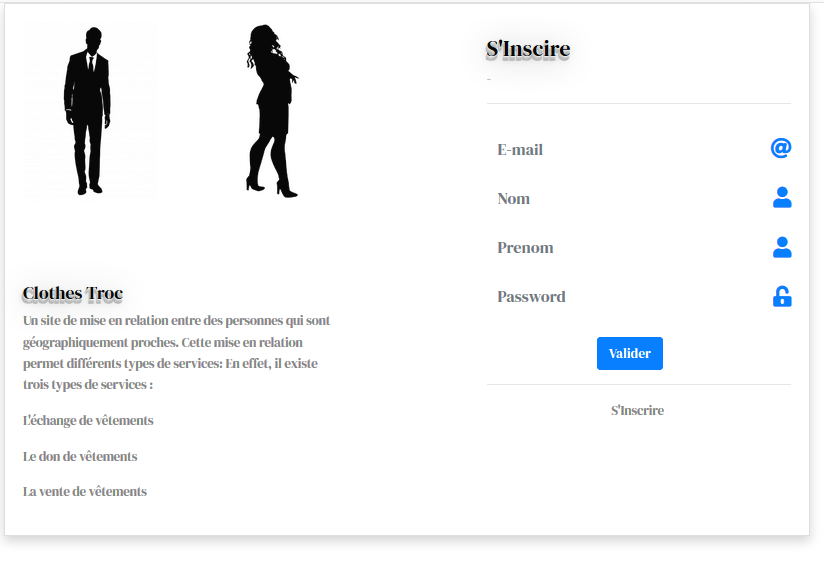 S'Inscire
-
E-mail
Nom
Prenom
Password
Valider
S'Inscrire
Clothes Troc
Un site de mise en relation entre des personnes qui sont
géographiquement proches. Cette mise en relation
permet différents types de services: En effet, il existe
trois types de services :
L'échange de vêtements
Le don de vêtements
La vente de vêtements